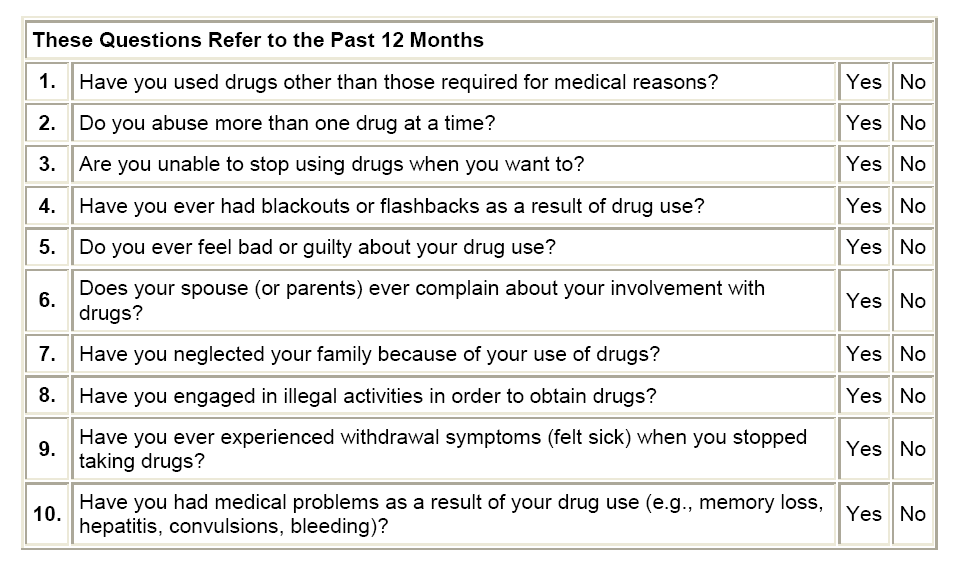 These Questions Refer to the Past 12 Months
1. Have you used drugs other than those required for medical reasons? Yes No
2. Do you abuse more than one drug at a time? Yes No
3. Are you unable to stop using drugs when you want to? Yes No
4. Have you ever had blackouts or flashbacks as a result of drug use? Yes No
5. Do you ever feel bad or guilty about your drug use? Yes No
6. Does your spouse (or parents) ever complain about your involvement with
drugs? Yes No
7. Have you neglected your family because of your use of drugs? Yes No
8. Have you engaged in illegal activities in order to obtain drugs? Yes No
9. Have you ever experienced withdrawal symptoms (felt sick) when you stopped
taking drugs? Yes No
10. Have you had medical problems as a result of your drug use (e.g., memory loss,
hepatitis, convulsions, bleeding)? Yes No